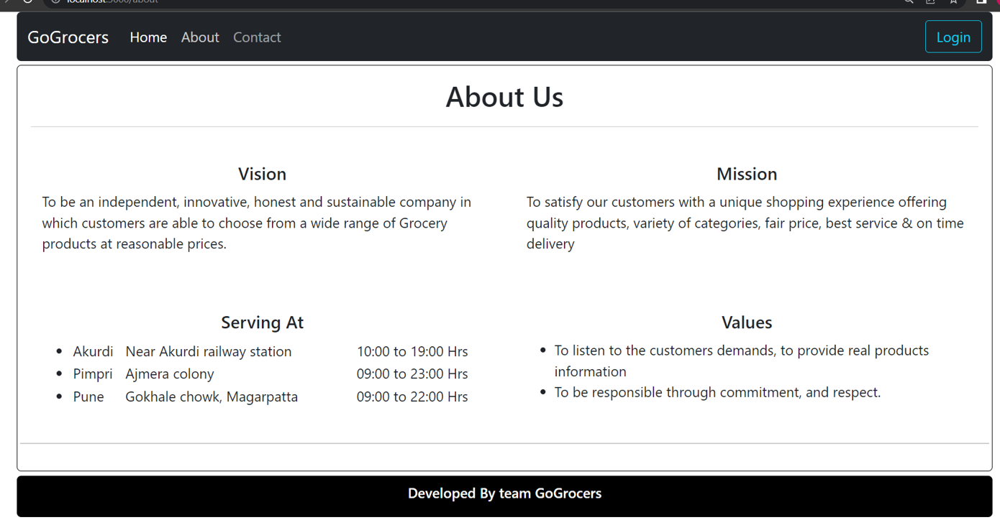 localhost:3000/about
GoGrocers Home About Contact Login
About Us
Vision
To be an independent, innovative, honest and sustainable company in
which customers are able to choose from a wide range of Grocery
products at reasonable prices.
Mission
To satisfy our customers with a unique shopping experience offering
quality products, variety of categories, fair price, best service & on time
delivery
Serving At
• Akurdi Near Akurdi railway station 10:00 to 19:00 Hrs
• Pimpri Ajmera colony 09:00 to 23:00 Hrs
• Pune Gokhale chowk, Magarpatta 09:00 to 22:00 Hrs
Values
• To listen to the customers demands, to provide real products
information
• To be responsible through commitment, and respect.
Developed By team GoGrocers